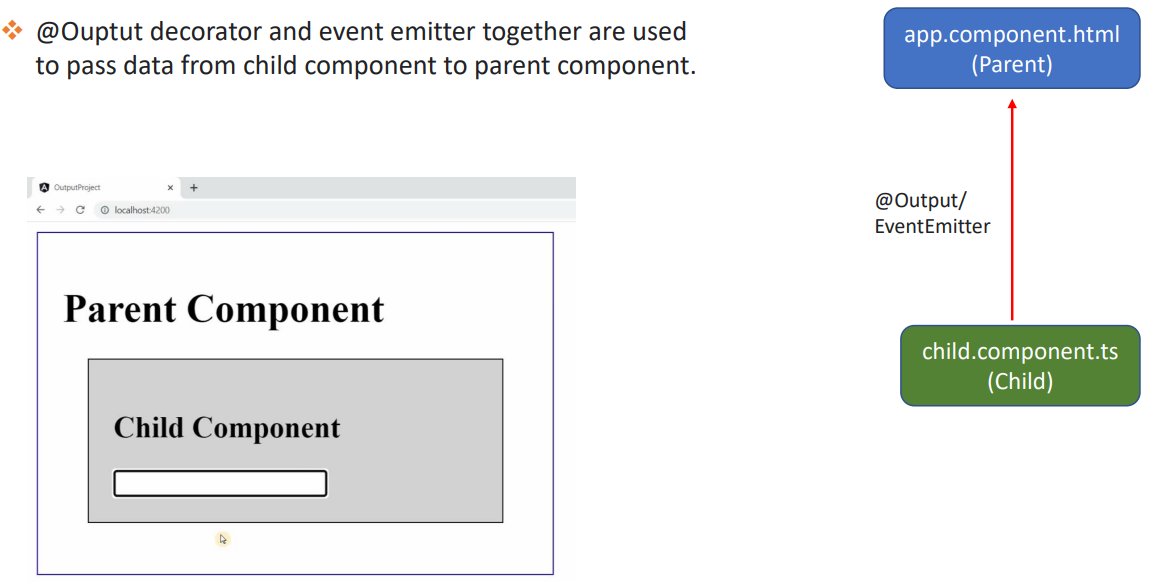 @Ouptut decorator and event emitter together are used
to pass data from child component to parent component.
app.component.html
(Parent)
@Output/
EventEmitter
child.component.ts
(Child)
OutputProject
localhost:4200
Parent Component
Child Component